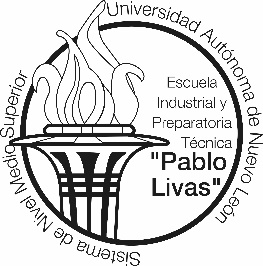 Universidad Autónoma de Nuevo León
Sistema de Nivel Medio Superior
Escuela
Industrial y
Preparatoria
Técnica
"Pablo
Livas"